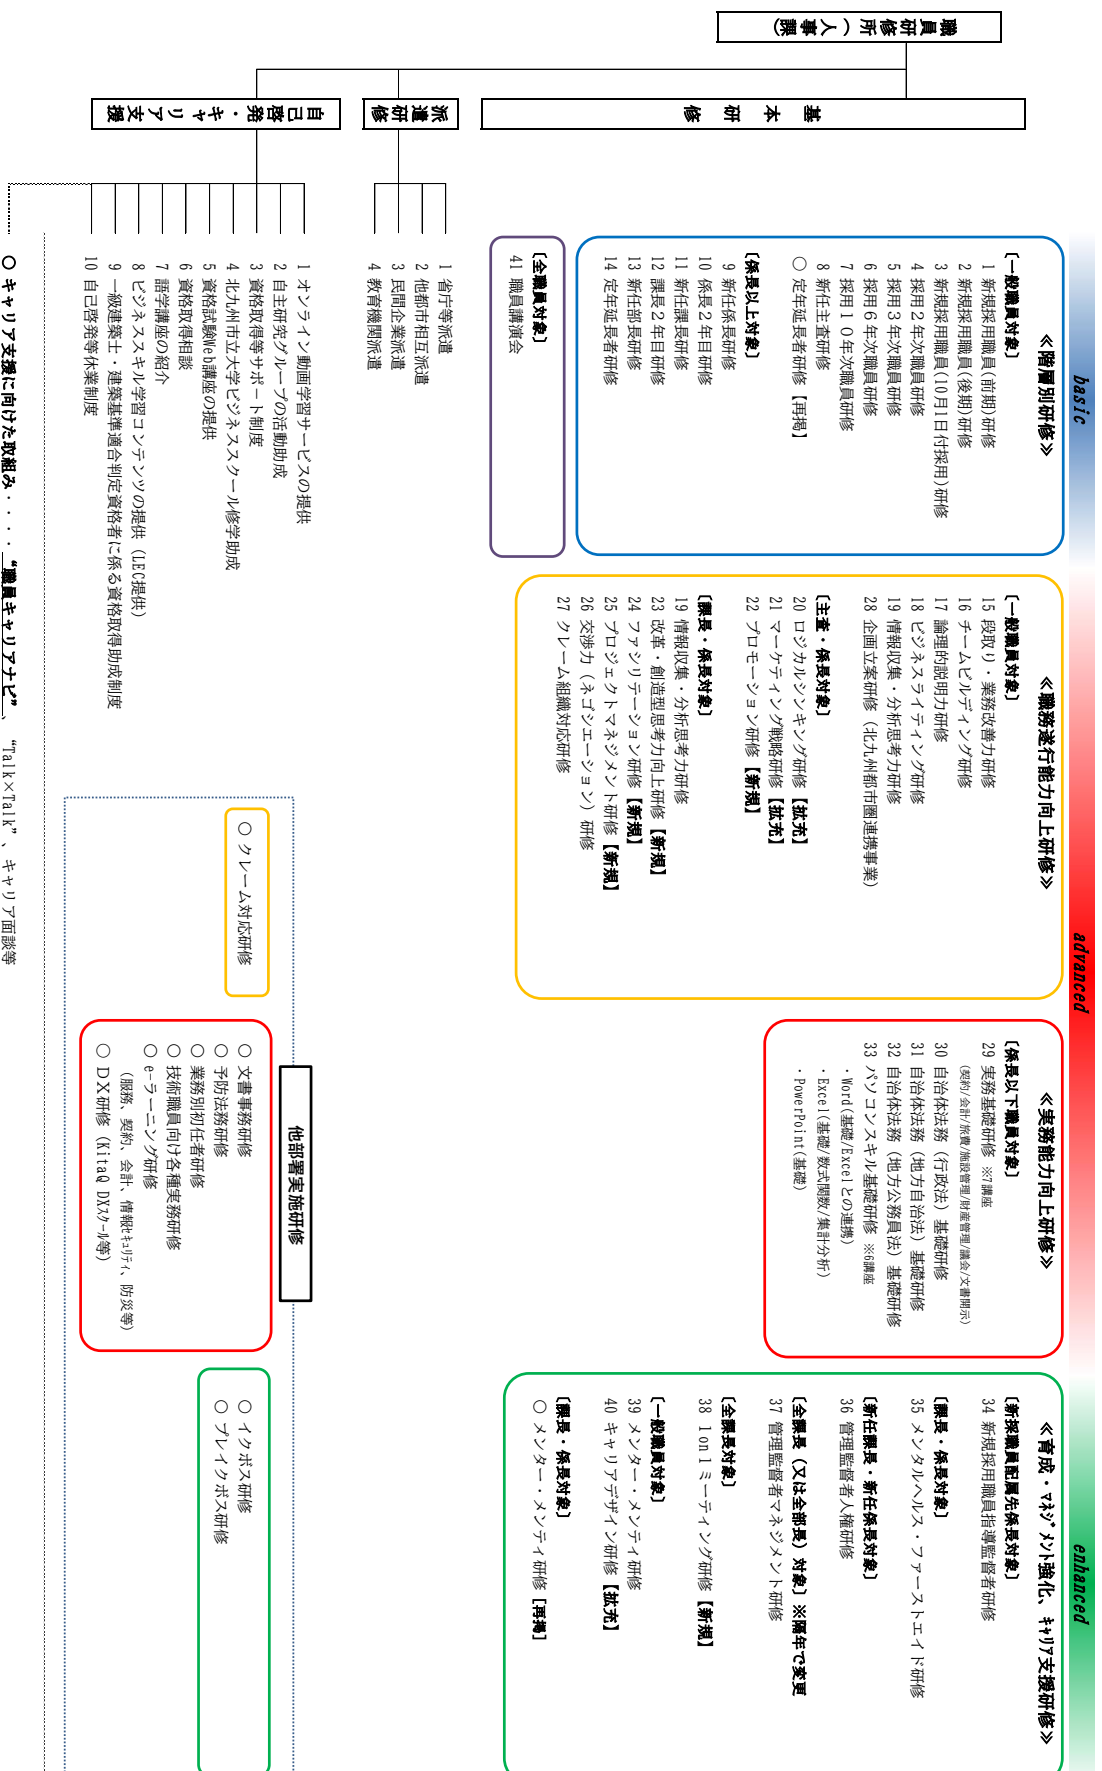 職員研修所(人事課)
基本研修
派遣研修
自己啓発・キャリア支援
basic
advanced
enhanced
≪階層別研修≫
〔一般職員対象〕
1 新規採用職員(前期)研修
2 新規採用職員(後期)研修
3 新規採用職員(10月1日付採用)研修
4 採用2年次職員研修
5 採用3年次職員研修
6 採用6年次職員研修
7 採用10年次職員研修
8 新任主査研修
○ 定年延長者研修【再掲】
〔係長以上対象〕
9 新任係長研修
10 係長2年目研修
11 新任課長研修
12 課長2年目研修
13 新任部長研修
14 定年延長者研修
〔全職員対象〕
41 職員講演会
≪職務遂行能力向上研修≫
〔一般職員対象〕
15 段取り・業務改善力研修
16 チームビルディング研修
17 論理的説明力研修
18 ビジネスライティング研修
19 情報収集・分析思考力研修
28 企画立案研修(北九州都市圏連携事業)
〔主査・係長対象〕
20 ロジカルシンキング研修【拡充】
21 マーケティング戦略研修【拡充】
22 プロモーション研修【新規】
〔課長・係長対象〕
19 情報収集・分析思考力研修
23 改革・創造型思考力向上研修【新規】
24 ファシリテーション研修【新規】
25 プロジェクトマネジメント研修【新規】
26 交渉力(ネゴシエーション)研修
27 クレーム組織対応研修
≪実務能力向上研修≫
〔係長以下職員対象〕
29 実務基礎研修 ※7講座
(契約/会計/旅費/施設管理/財産管理/議会/文書開示)
30 自治体法務(行政法)基礎研修
31 自治体法務(地方自治法)基礎研修
32 自治体法務(地方公務員法)基礎研修
33 パソコンスキル基礎研修 ※6講座
・Word(基礎/Excelとの連携)
・Excel(基礎/数式関数/集計分析)
・PowerPoint(基礎)
≪育成・マネジメント強化、キャリア支援研修≫
〔新採職員配属先係長対象〕
34 新規採用職員指導監督者研修
〔課長・係長対象〕
35 メンタルヘルス・ファーストエイド研修
〔新任課長・新任係長対象〕
36 管理監督者人権研修
〔全課長(又は全部長)対象〕※隔年で変更
37 管理監督者マネジメント研修
〔全課長対象〕
38 1on1ミーティング研修【新規】
〔一般職員対象〕
39 メンター・メンティ研修
40 キャリアデザイン研修【拡充】
〔課長・係長対象〕
○ メンター・メンティ研修[再掲]
1 省庁等派遣
2 他都市相互派遣
3 民間企業派遣
4 教育機関派遣
1 オンライン動画学習サービスの提供
2 自主研究グループの活動助成
3 資格取得等サポート制度
4 北九州市立大学ビジネススクール修学助成
5 資格試験Web講座の提供
6 資格取得相談
7 語学講座の紹介
8 ビジネススキル学習コンテンツの提供(LEC提供)
9 一級建築士・建築基準適合判定資格者に係る資格取得助成制度
10 自己啓発等休業制度
他部署実施研修
○ クレーム対応研修
○ 文書事務研修
○ 予防法務研修
○ 業務別初任者研修
○ 技術職員向け各種実務研修
○ e-ラーニング研修
(服務、契約、会計、情報セキュリティ、防災等)
○ DX研修(KitaQ DXスクール等)
○ イクボス研修
○ ブレイクボス研修
○ キャリア支援に向けた取組み・・・・“職員キャリアナビ”、“Talk×Talk”、キャリア面談等